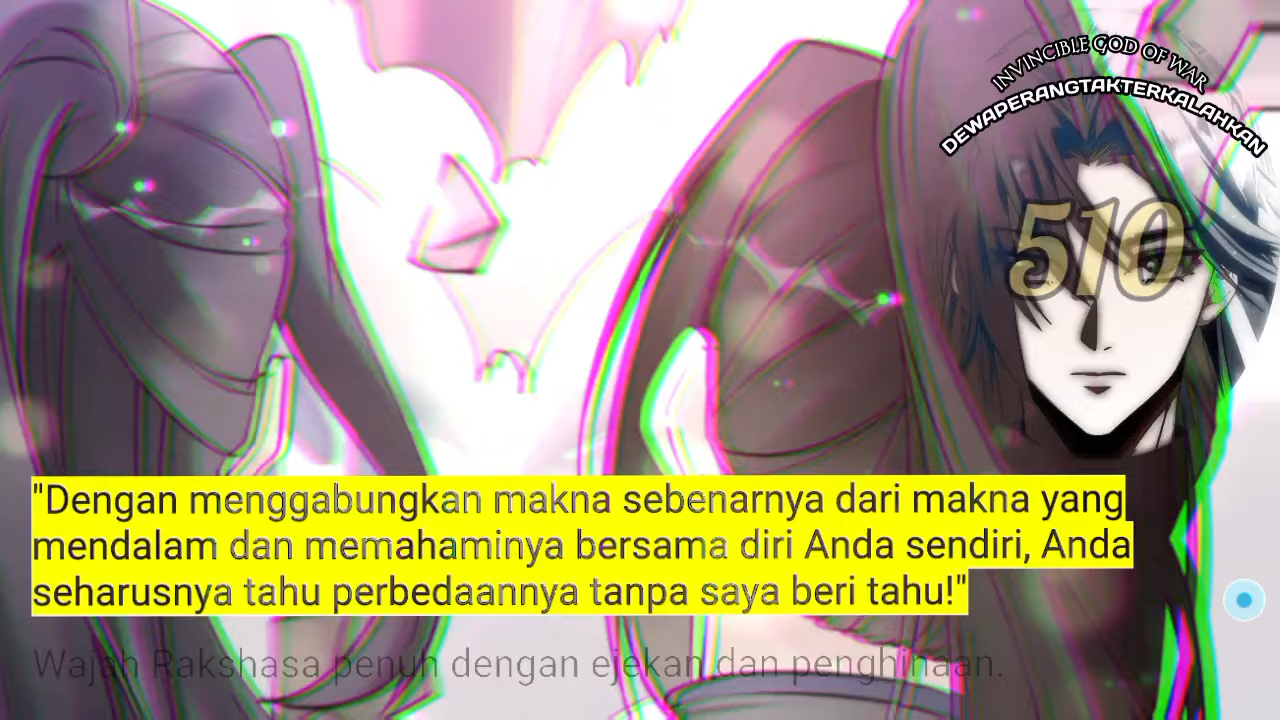 INVINCIBLE GOD OF WAR
DEWAPERANGTAKTERKALAHKAN
510
"Dengan menggabungkan makna sebenarnya dari makna yang
mendalam dan memahaminya bersama diri Anda sendiri, Anda
seharusnya tahu perbedaannya tanpa saya beri tahu!"
Wajah Rakshasa penuh dengan ejekan dan penghinaan.